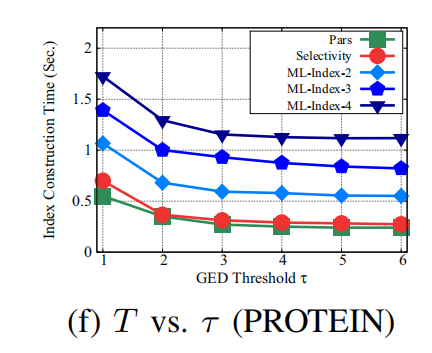 Index Construction Time (Sec.)
2
1.5
1
0.5
0
Pars
Selectivity
ML-Index-2
ML-Index-3
ML-Index-4
1 2 3 4 5 6
GED Threshold τ
(f) T vs. τ (PROTEIN)